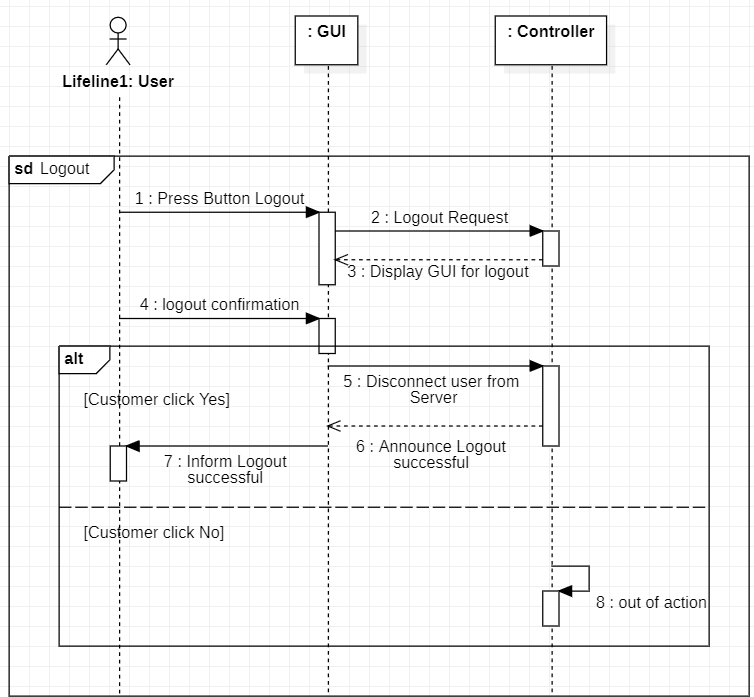 : GUI
: Controller
Lifeline1: User
sd Logout
1 : Press Button Logout
2 : Logout Request
3 : Display GUI for logout
4 : logout confirmation
alt
5 : Disconnect user from
Server
[Customer click Yes]
6 : Announce Logout
successful
7 : Inform Logout
successful
[Customer click No]
8 : out of action